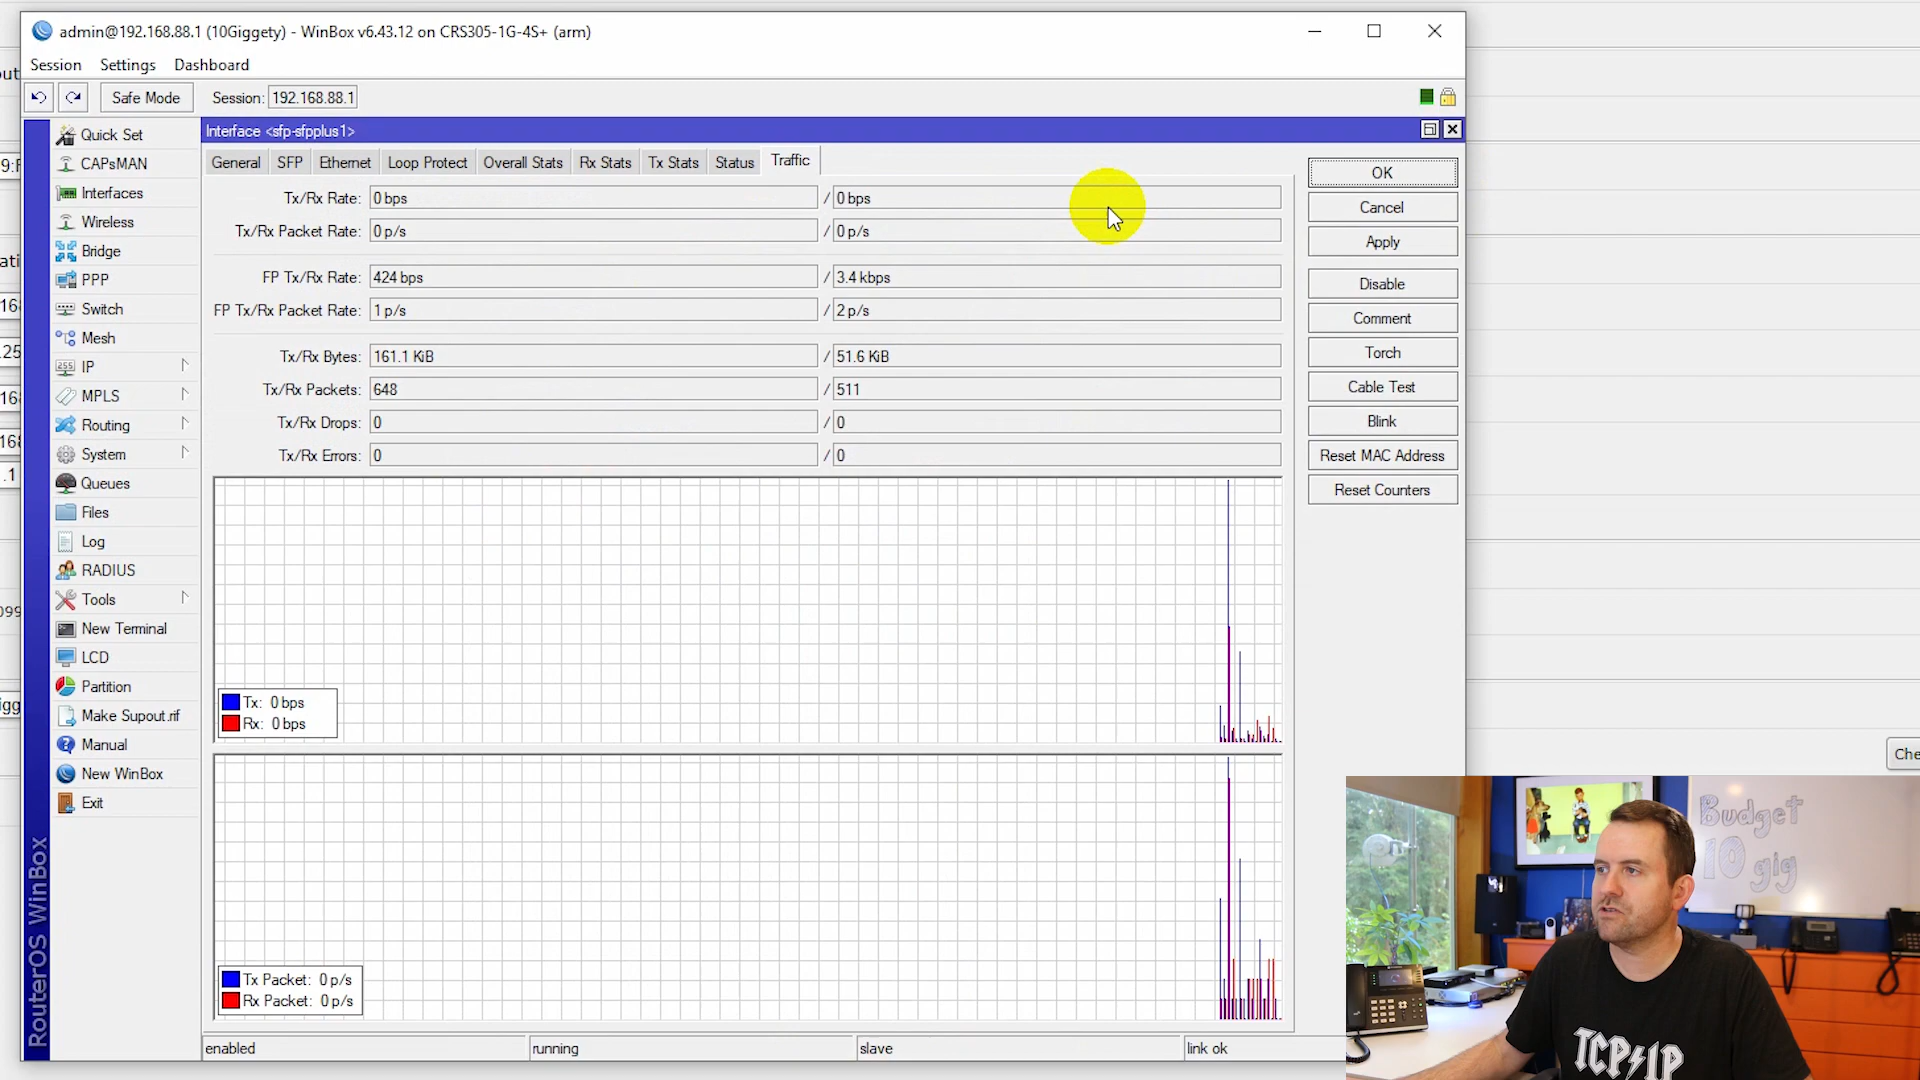 admin@192.168.88.1 (10Giggety) - WinBox v6.43.12 on CRS305-1G-4S+ (arm)
Session Settings Dashboard
Safe Mode Session: 192.168.88.1
Interface <sfp-sfpplus1>
Quick Set
CAPsMAN
Interfaces
Wireless
Bridge
PPP
Switch
Mesh
IP
MPLS
Routing
System
Queues
Files
Log
RADIUS
Tools
New Terminal
LCD
Partition
Make Supout.rif
Manual
New WinBox
Exit
RouterOS WinBox
General SFP Ethernet Loop Protect Overall Stats Rx Stats Tx Stats Status Traffic
Tx/Rx Rate: 0 bps / 0 bps
Tx/Rx Packet Rate: 0 p/s / 0 p/s
FP Tx/Rx Rate: 424 bps / 3.4 kbps
FP Tx/Rx Packet Rate: 1 p/s / 2 p/s
Tx/Rx Bytes: 161.1 KiB / 51.6 KiB
Tx/Rx Packets: 648 / 511
Tx/Rx Drops: 0 / 0
Tx/Rx Errors: 0 / 0
Tx: 0 bps
Rx: 0 bps
Tx Packet: 0 p/s
Rx Packet: 0 p/s
OK
Cancel
Apply
Disable
Comment
Torch
Cable Test
Blink
Reset MAC Address
Reset Counters
enabled running slave link ok
Che
Budget
10
gig
TCP/IP